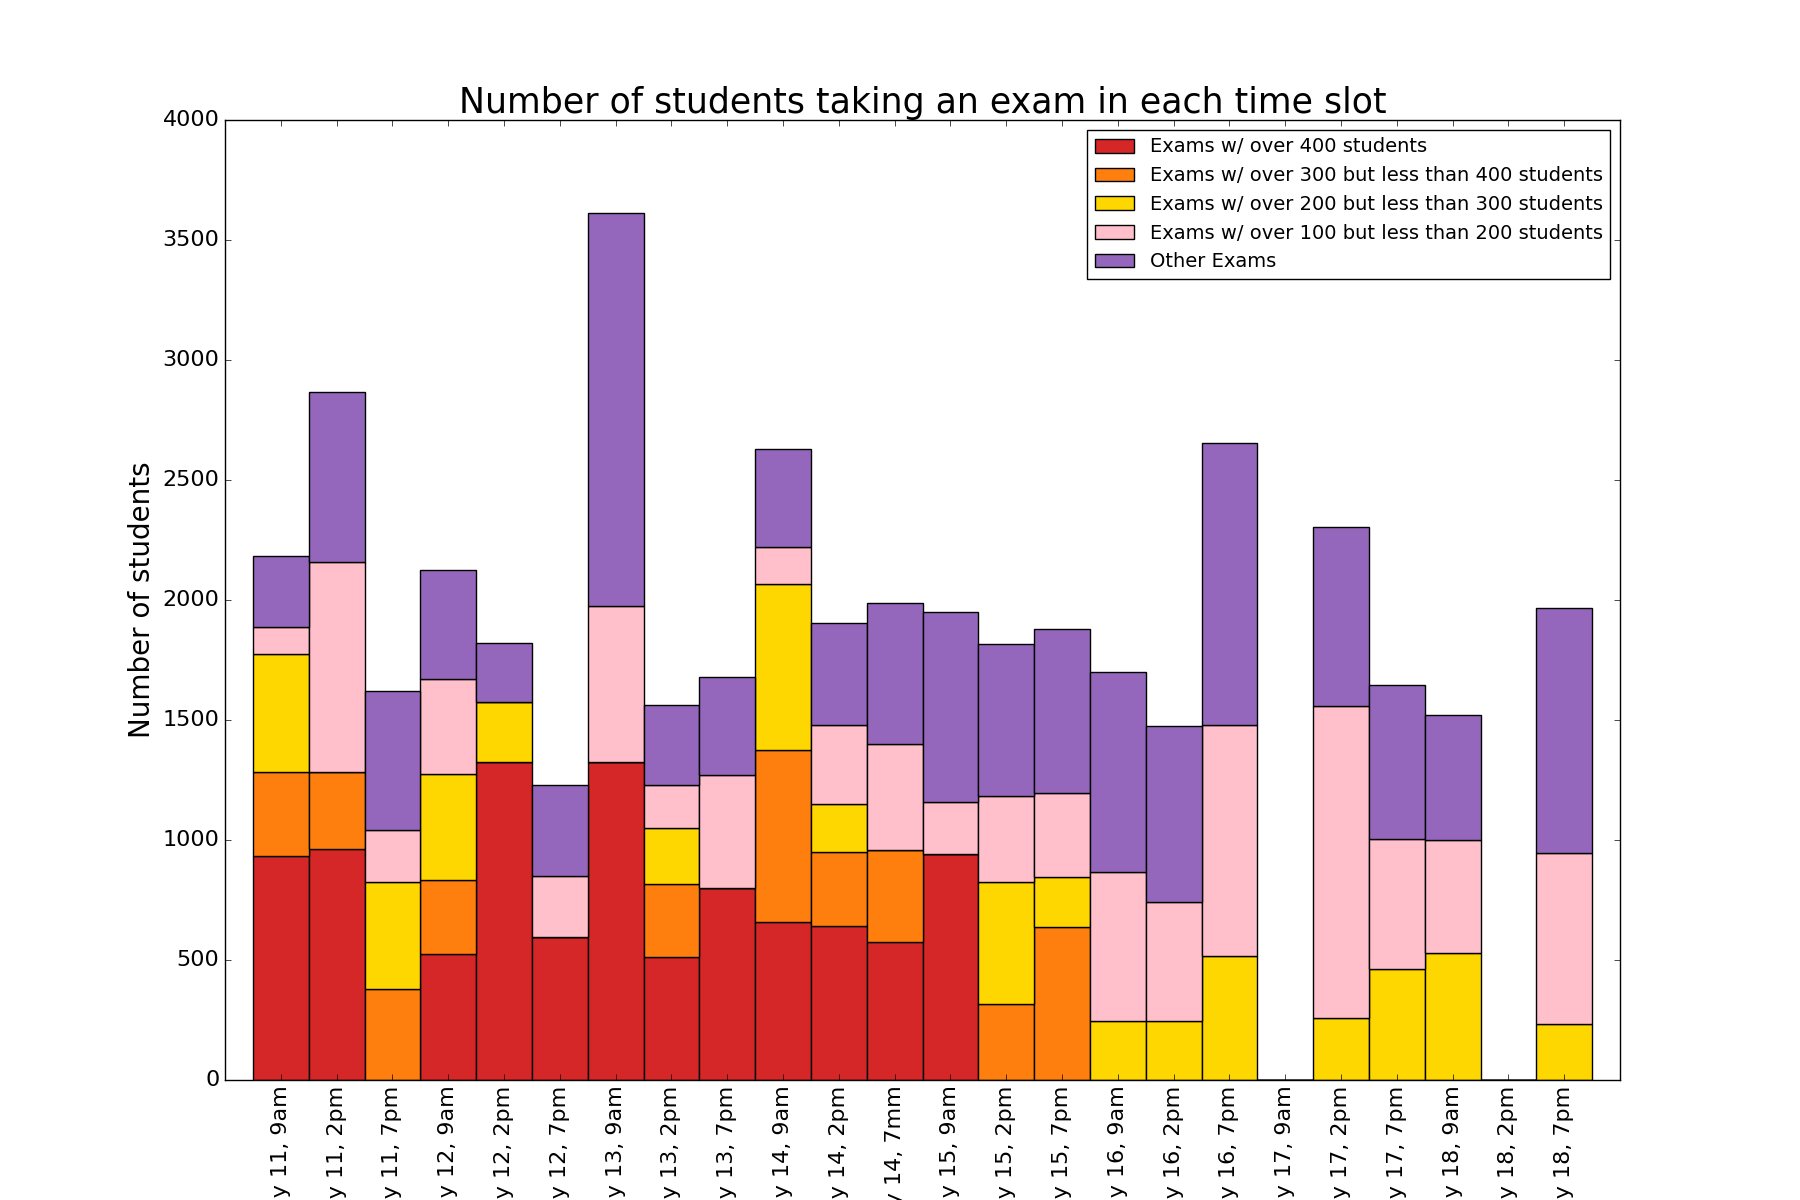 Number of students taking an exam in each time slot
Exams w/ over 400 students
Exams w/ over 300 but less than 400 students
Exams w/ over 200 but less than 300 students
Exams w/ over 100 but less than 200 students
Other Exams
Number of students
4000
3500
3000
2500
2000
1500
1000
500
0
y 11, 9am
y 11, 2pm
y 11, 7pm
y 12, 9am
y 12, 2pm
y 12, 7pm
y 13, 9am
y 13, 2pm
y 13, 7pm
y 14, 9am
y 14, 2pm
y 14, 7mm
y 15, 9am
y 15, 2pm
y 15, 7pm
y 16, 9am
y 16, 2pm
y 16, 7pm
y 17, 9am
y 17, 2pm
y 17, 7pm
y 18, 9am
y 18, 2pm
y 18, 7pm